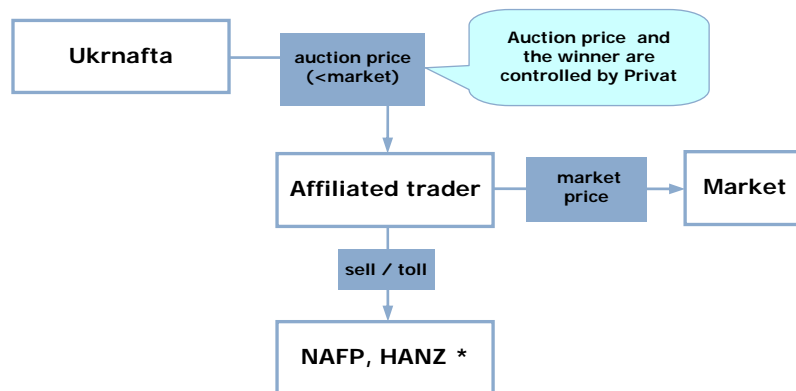 Ukrnafta
auction price
(<market)
Auction price and
the winner are
controlled by Privat
Affiliated trader
market
price
Market
sell / toll
NAFP, HANZ *